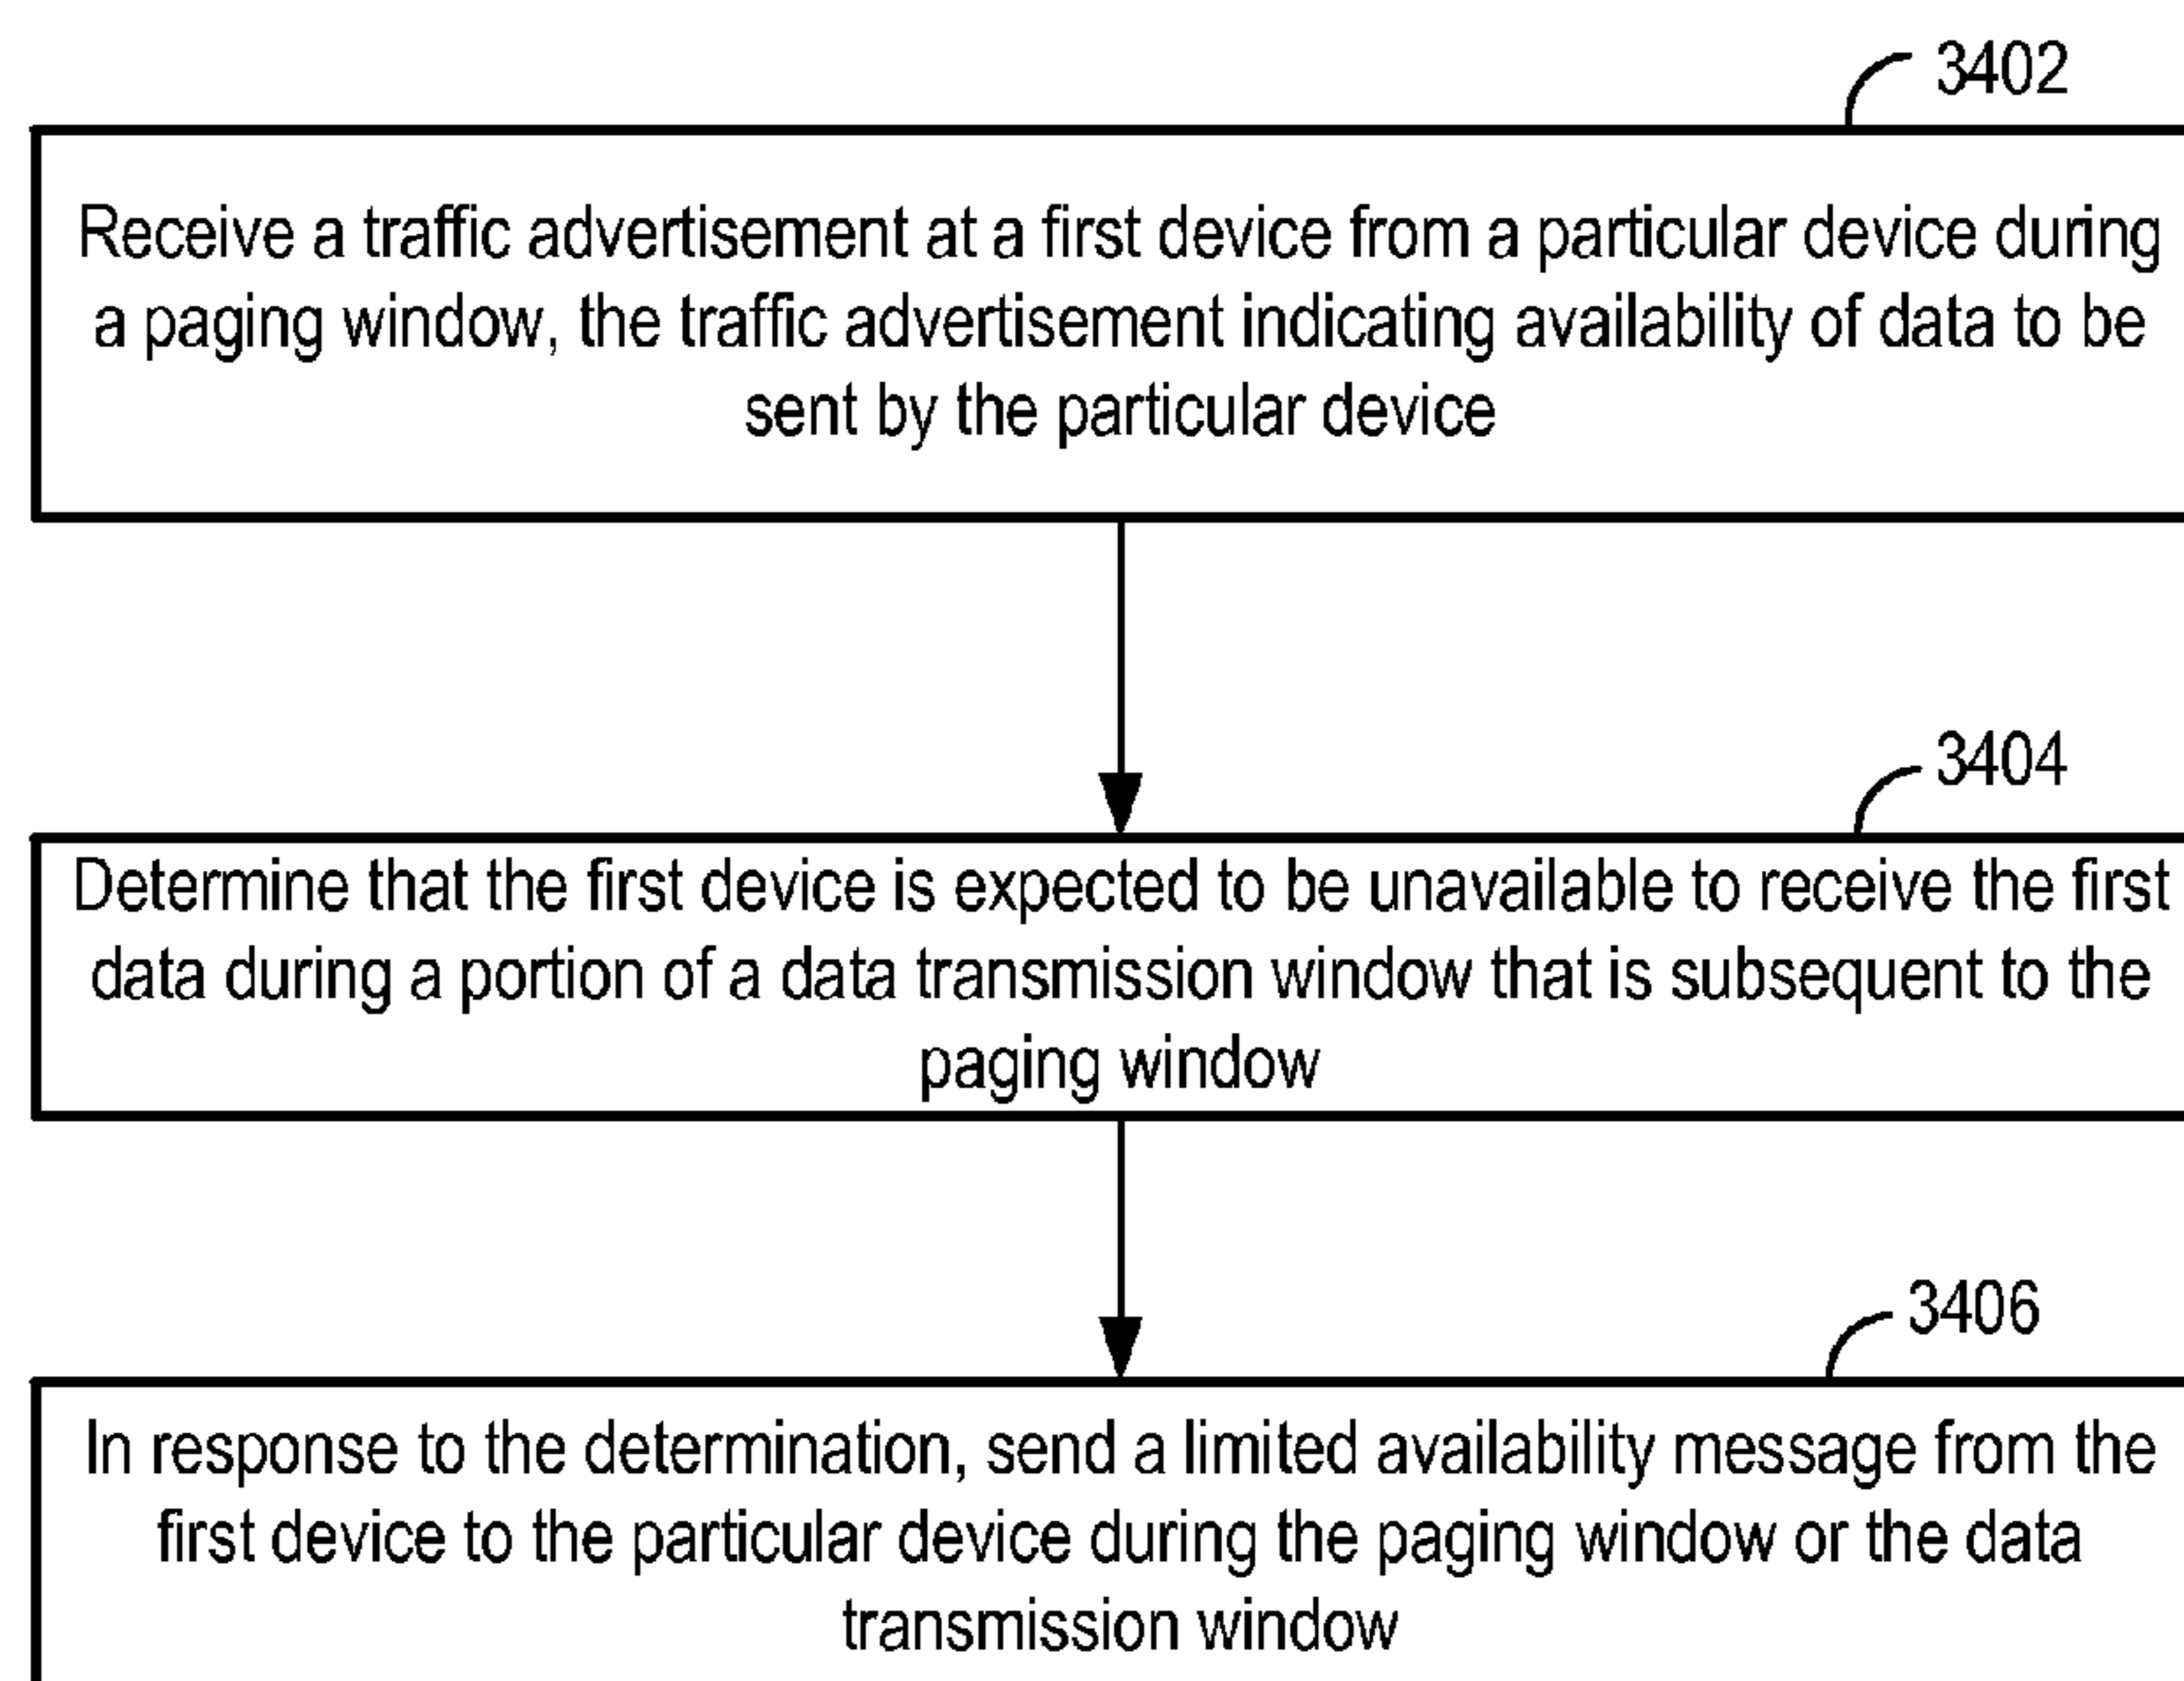 3402
Receive a traffic advertisement at a first device from a particular device during
a paging window, the traffic advertisement indicating availability of data to be
sent by the particular device
3404
Determine that the first device is expected to be unavailable to receive the first
data during a portion of a data transmission window that is subsequent to the
paging window
3406
In response to the determination, send a limited availability message from the
first device to the particular device during the paging window or the data
transmission window